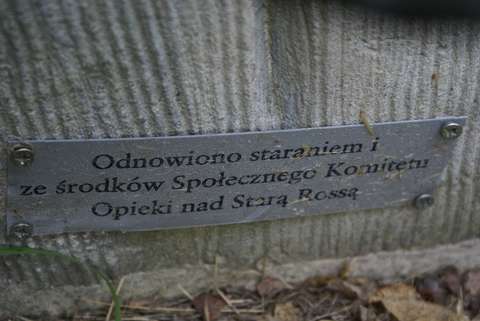 Odnowiono staraniem i
ze środków Społecznego Komitetu
Opieki nad Starą Rossą